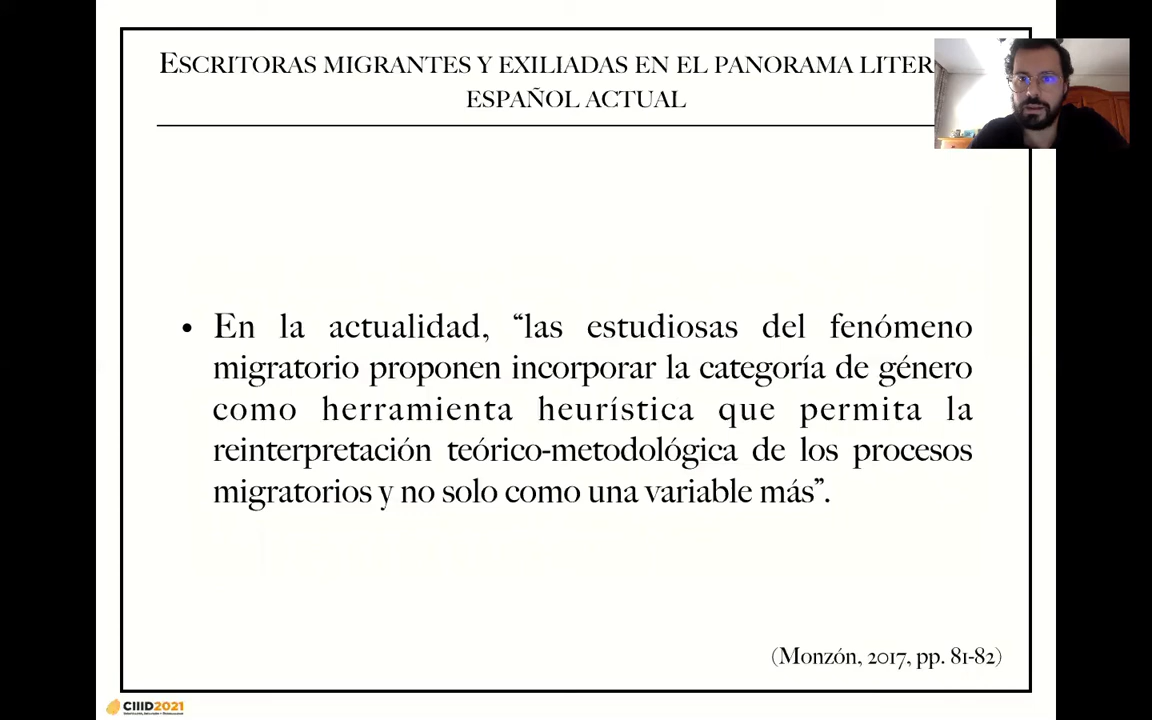 ESCRITORAS MIGRANTES Y EXILIADAS EN EL PANORAMA LITER
ESPAÑOL ACTUAL
• En la actualidad, “las estudiosas del fenómeno
migratorio proponen incorporar la categoría de género
como herramienta heurística que permita la
reinterpretación teórico-metodológica de los procesos
migratorios y no solo como una variable más”.
(Monzón, 2017, pp. 81-82)
CIIID2021